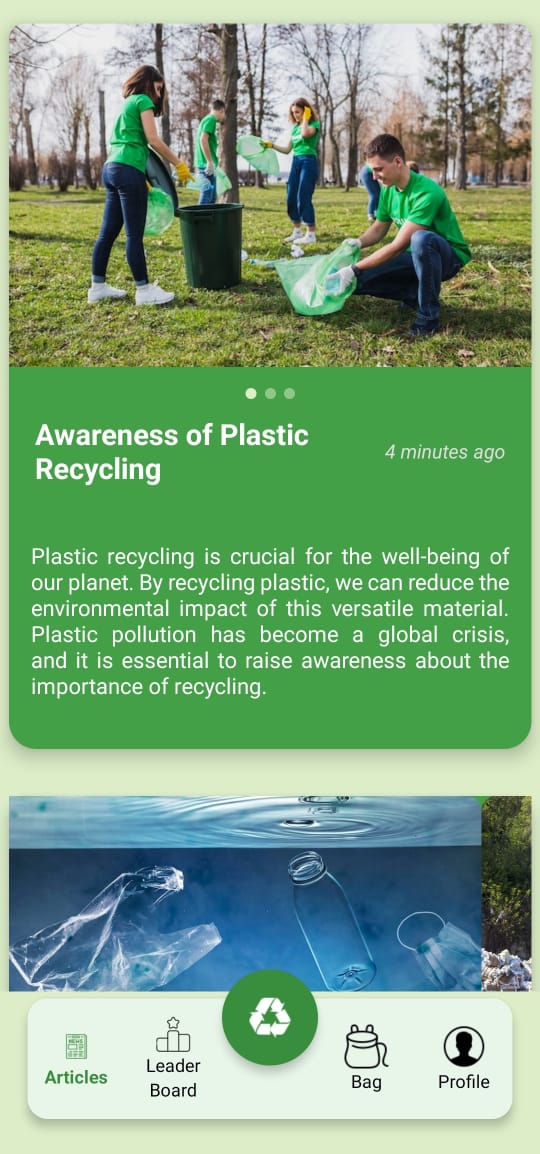 Awareness of Plastic
Recycling
4 minutes ago
Plastic recycling is crucial for the well-being of
our planet. By recycling plastic, we can reduce the
environmental impact of this versatile material.
Plastic pollution has become a global crisis,
and it is essential to raise awareness about the
importance of recycling.
NEWS
Articles
Leader
Board
Bag
Profile